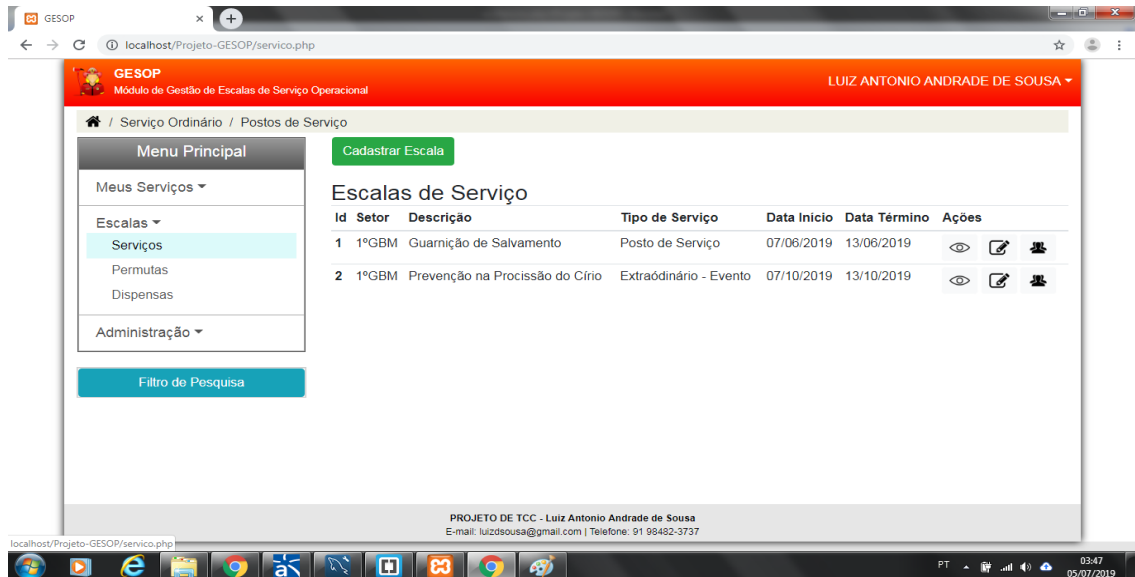 GESOP
localhost/Projeto-GESOP/servico.php
GESOP
Módulo de Gestão de Escalas de Serviço Operacional
LUIZ ANTONIO ANDRADE DE SOUSA
/ Serviço Ordinário / Postos de Serviço
Menu Principal
Meus Serviços
Escalas
Serviços
Permutas
Dispensas
Administração
Filtro de Pesquisa
Cadastrar Escala
Escalas de Serviço
Id Setor Descrição Tipo de Serviço Data Inicio Data Término Ações
1 1ºGBM Guarnição de Salvamento Posto de Serviço 07/06/2019 13/06/2019
2 1ºGBM Prevenção na Procissão do Círio Extraódinário - Evento 07/10/2019 13/10/2019
PROJETO DE TCC - Luiz Antonio Andrade de Sousa
E-mail: luizdsousa@gmail.com | Telefone: 91 98482-3737
localhost/Projeto-GESOP/servico.php
PT
03:47
05/07/2019